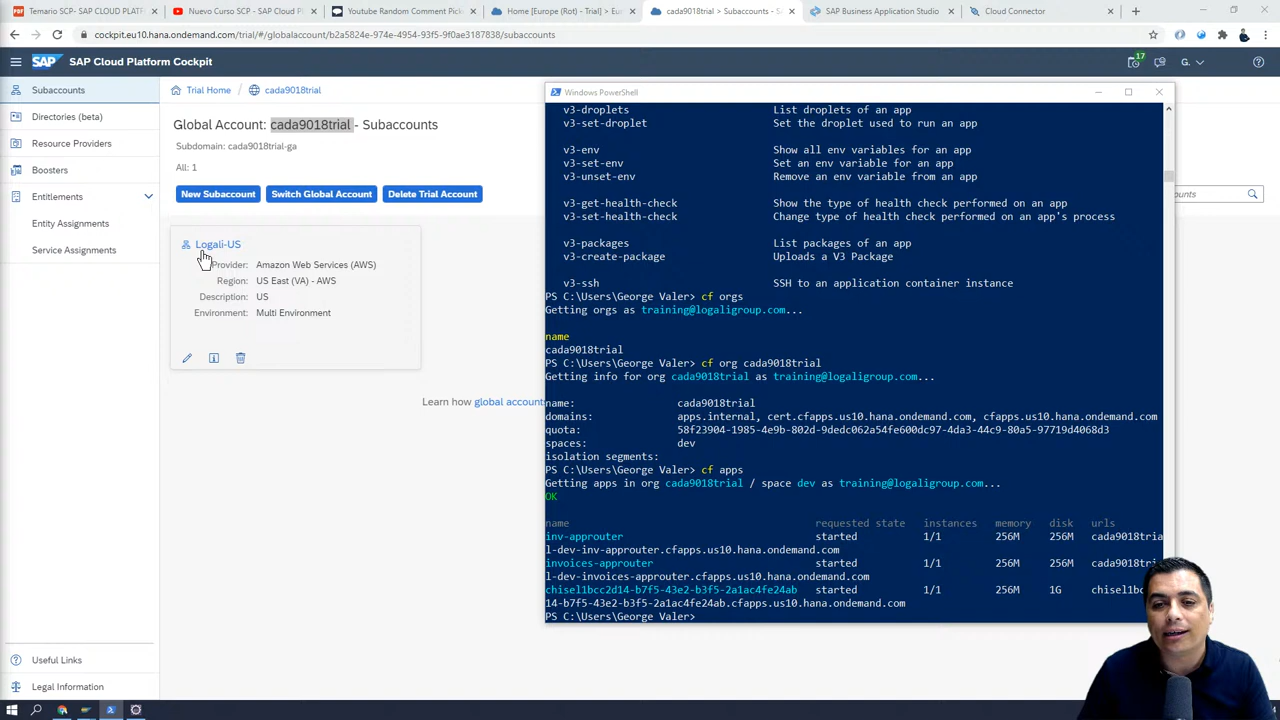 Temario SCP - CLOUD PLATFO
Nuevo Curso SCP - CLOUD P
Youtube Random Comment Pick
Home [Europe (Rot) - Trial] > Eu
cada9018trial > Subaccounts - S
SAP Business Application Studio
Cloud Connector
cockpit.eu10.hana.ondemand.com/trial/#/globalaccount/b2a5824e-974e-4954-93f5-9f0ae3187838/subaccounts
SAP Cloud Platform Cockpit
17
G.
Subaccounts
Directories (beta)
Resource Providers
Boosters
Entitlements
Entity Assignments
Service Assignments
Useful Links
Legal Information
Trial Home
cada9018trial
Global Account: cada9018trial - Subaccounts
Subdomain: cada9018trial-ga
All: 1
New Subaccount
Switch Global Account
Delete Trial Account
Logali-US
Provider: Amazon Web Services (AWS)
Region: US East (VA) - AWS
Description: US
Environment: Multi Environment
Learn how global accounts
ounts
Windows PowerShell
v3-droplets List droplets of an app
v3-set-droplet Set the droplet used to run an app
v3-env Show all env variables for an app
v3-set-env Set an env variable for an app
v3-unset-env Remove an env variable from an app
v3-get-health-check Show the type of health check performed on an app
v3-set-health-check Change type of health check performed on an app's process
v3-packages List packages of an app
v3-create-package Uploads a V3 Package
v3-ssh SSH to an application container instance
PS C:\Users\George Valer> cf orgs
Getting orgs as training@logaligroup.com...
name
cada9018trial
PS C:\Users\George Valer> cf org cada9018trial
Getting info for org cada9018trial as training@logaligroup.com...
name: cada9018trial
domains: apps.internal, cert.cfapps.us10.hana.ondemand.com, cfapps.us10.hana.ondemand.com
quota: 58f23904-1985-4e9b-802d-9dedc062a54fe600dc97-4da3-44c9-80a5-97719d4068d3
spaces: dev
isolation segments:
PS C:\Users\George Valer> cf apps
Getting apps in org cada9018trial / space dev as training@logaligroup.com...
OK
name requested state instances memory disk urls
inv-approuter started 1/1 256M 256M cada9018tria
l-dev-inv-approuter.cfapps.us10.hana.ondemand.com
invoices-approuter started 1/1 256M 256M cada9018tri
l-dev-invoices-approuter.cfapps.us10.hana.ondemand.com
chisel1bcc2d14-b7f5-43e2-b3f5-2a1ac4fe24ab started 1/1 256M 1G chisel1bc
14-b7f5-43e2-b3f5-2a1ac4fe24ab.cfapps.us10.hana.ondemand.com
PS C:\Users\George Valer>